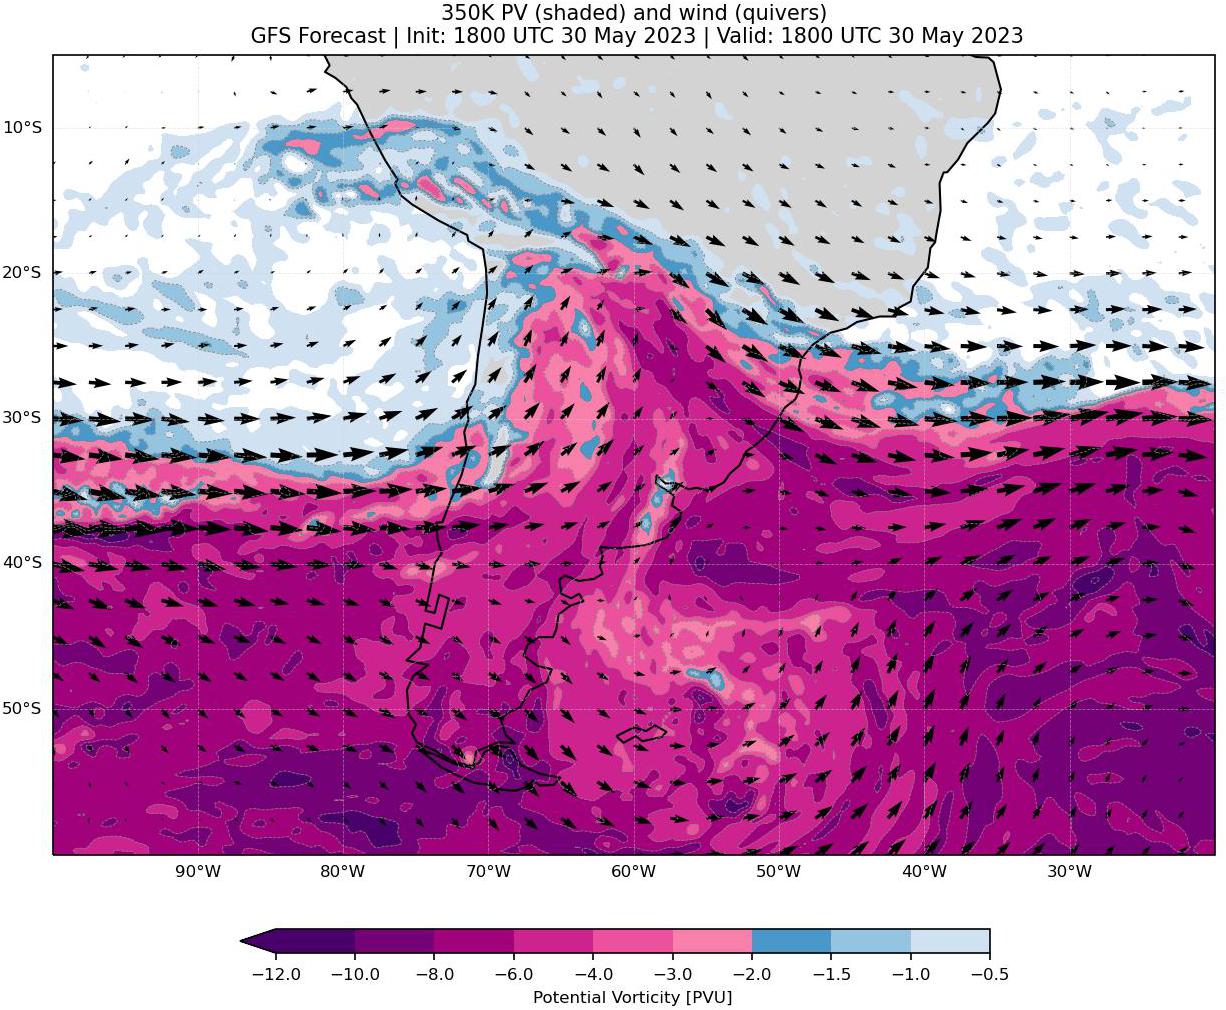 350K PV (shaded) and wind (quivers)
GFS Forecast | Init: 1800 UTC 30 May 2023 | Valid: 1800 UTC 30 May 2023
10°S
20°S
30°S
40°S
50°S
90°W 80°W 70°W 60°W 50°W 40°W 30°W
−12.0 −10.0 −8.0 −6.0 −4.0 −3.0 −2.0 −1.5 −1.0 −0.5
Potential Vorticity [PVU]